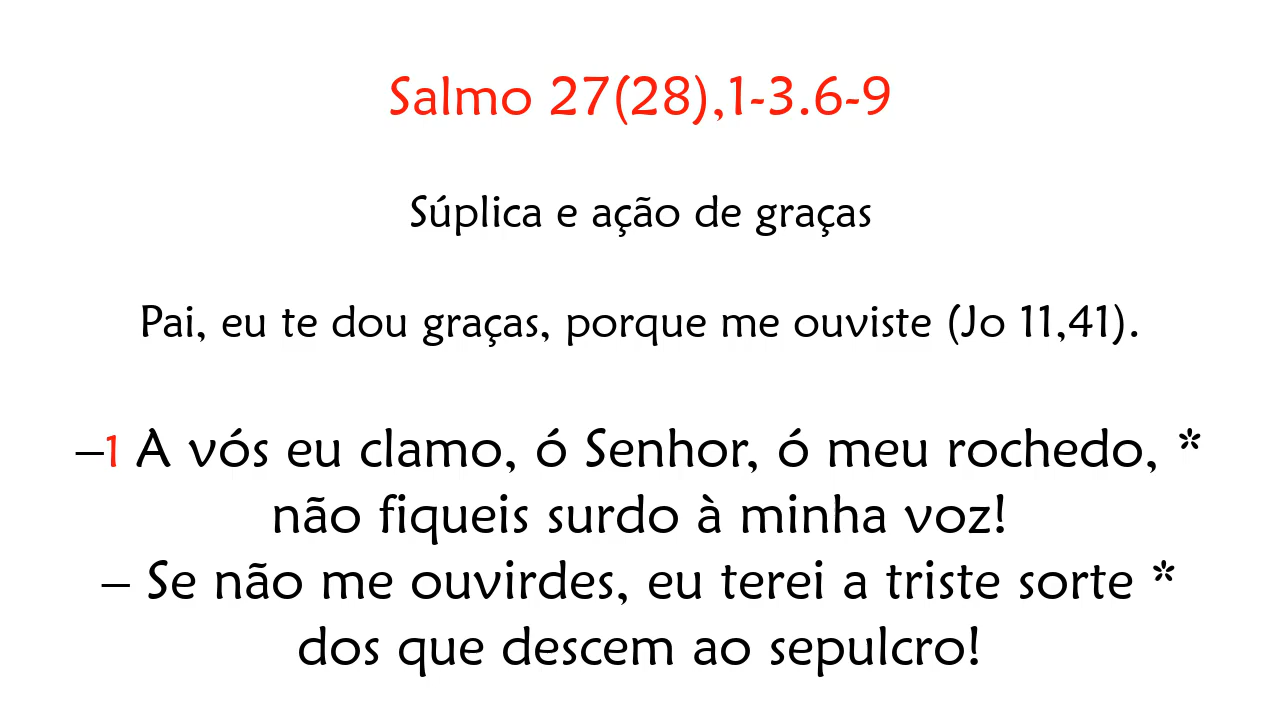 Salmo 27(28),1-3.6-9
Súplica e ação de graças
Pai, eu te dou graças, porque me ouviste (Jo 11,41).
–1 A vós eu clamo, ó Senhor, ó meu rochedo, *
não fiqueis surdo à minha voz!
– Se não me ouvirdes, eu terei a triste sorte *
dos que descem ao sepulcro!